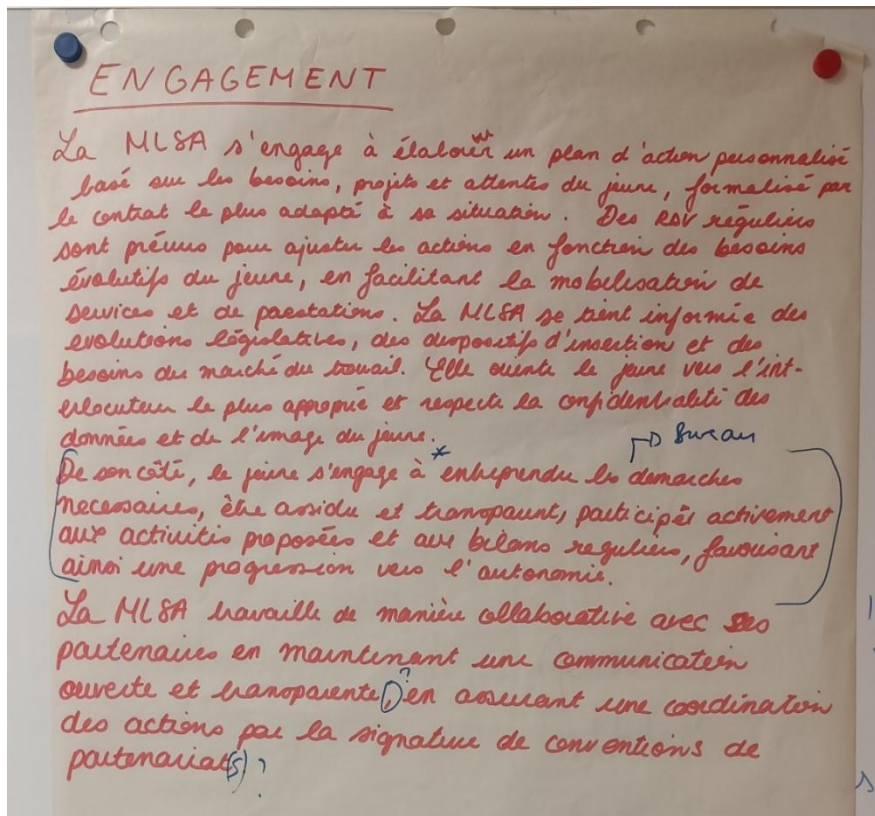 ENGAGEMENT
La MLSA s'engage à élaborer un plan d'action personnalisé
basé sur les besoins, projets et attentes du jeune, formalisé par
le contrat le plus adapté à sa situation. Des RDV réguliers
sont prévus pour ajuster les actions en fonction des besoins
évolutifs du jeune, en facilitant la mobilisation de
services et de prestations. La MLSA se tient informée des
evolutions législatives, des dispositifs d'insertion et des
besoins du marché du travail. Elle oriente le jeune vers l'int-
erlocuteur le plus approprié et respecte la confidentialité des
données et de l'image du jeune.
Bureau
De son côté, le jeune s'engage à * entreprendre les démarches
necessaires, être assidu et transparent, participer activement
aux activités proposées et aux bilans reguliers, favorisant
ainsi une progression vers l'autonomie.
La MLSA travaille de manière collaborative avec ses
partenaires en maintenant une communication
ouverte et transparente, ? en assurant une coordination
des actions par la signature de conventions de
partenariat(s) ?